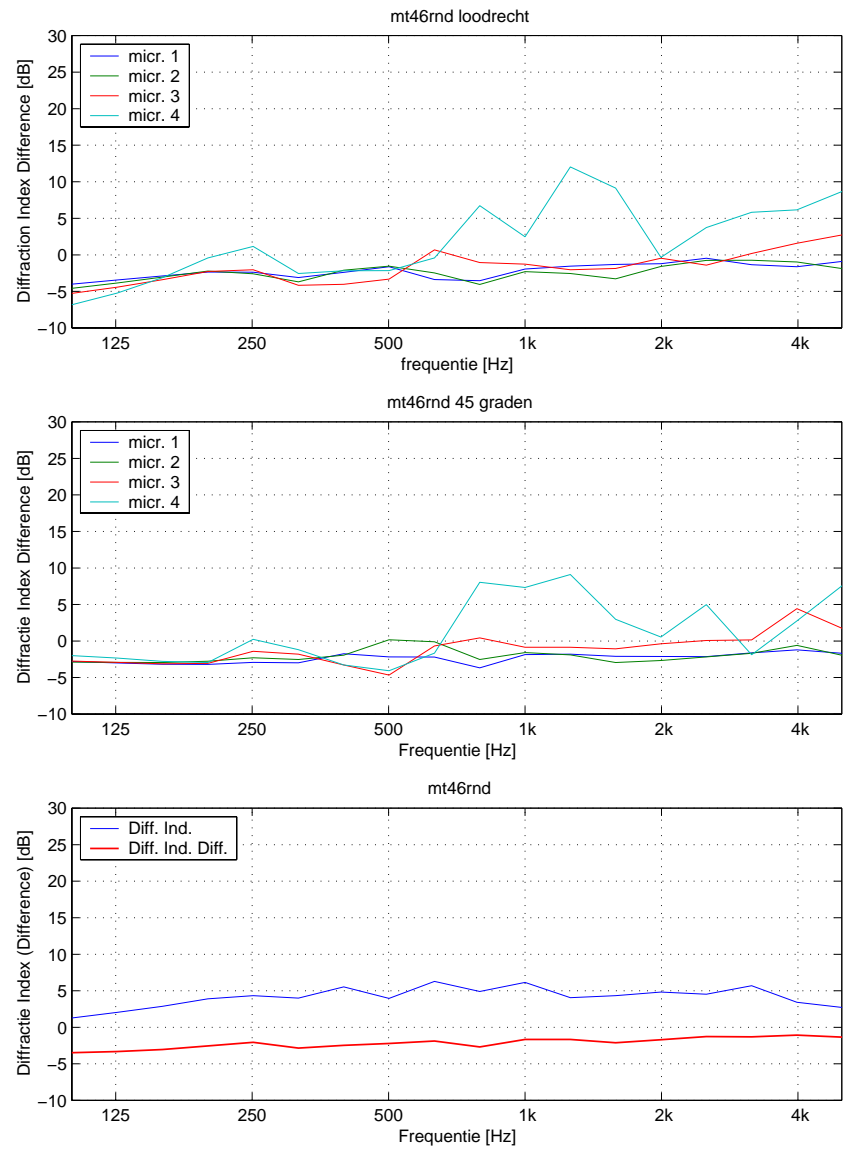 mt46rnd loodrecht
Diffraction Index Difference [dB]
30
25
20
15
10
5
0
−5
−10
micr. 1
micr. 2
micr. 3
micr. 4
125 250 500 1k 2k 4k
frequentie [Hz]
mt46rnd 45 graden
Diffractie Index Difference [dB]
30
25
20
15
10
5
0
−5
−10
micr. 1
micr. 2
micr. 3
micr. 4
125 250 500 1k 2k 4k
Frequentie [Hz]
mt46rnd
Diffractie Index (Difference) [dB]
30
25
20
15
10
5
0
−5
−10
Diff. Ind.
Diff. Ind. Diff.
125 250 500 1k 2k 4k
Frequentie [Hz]